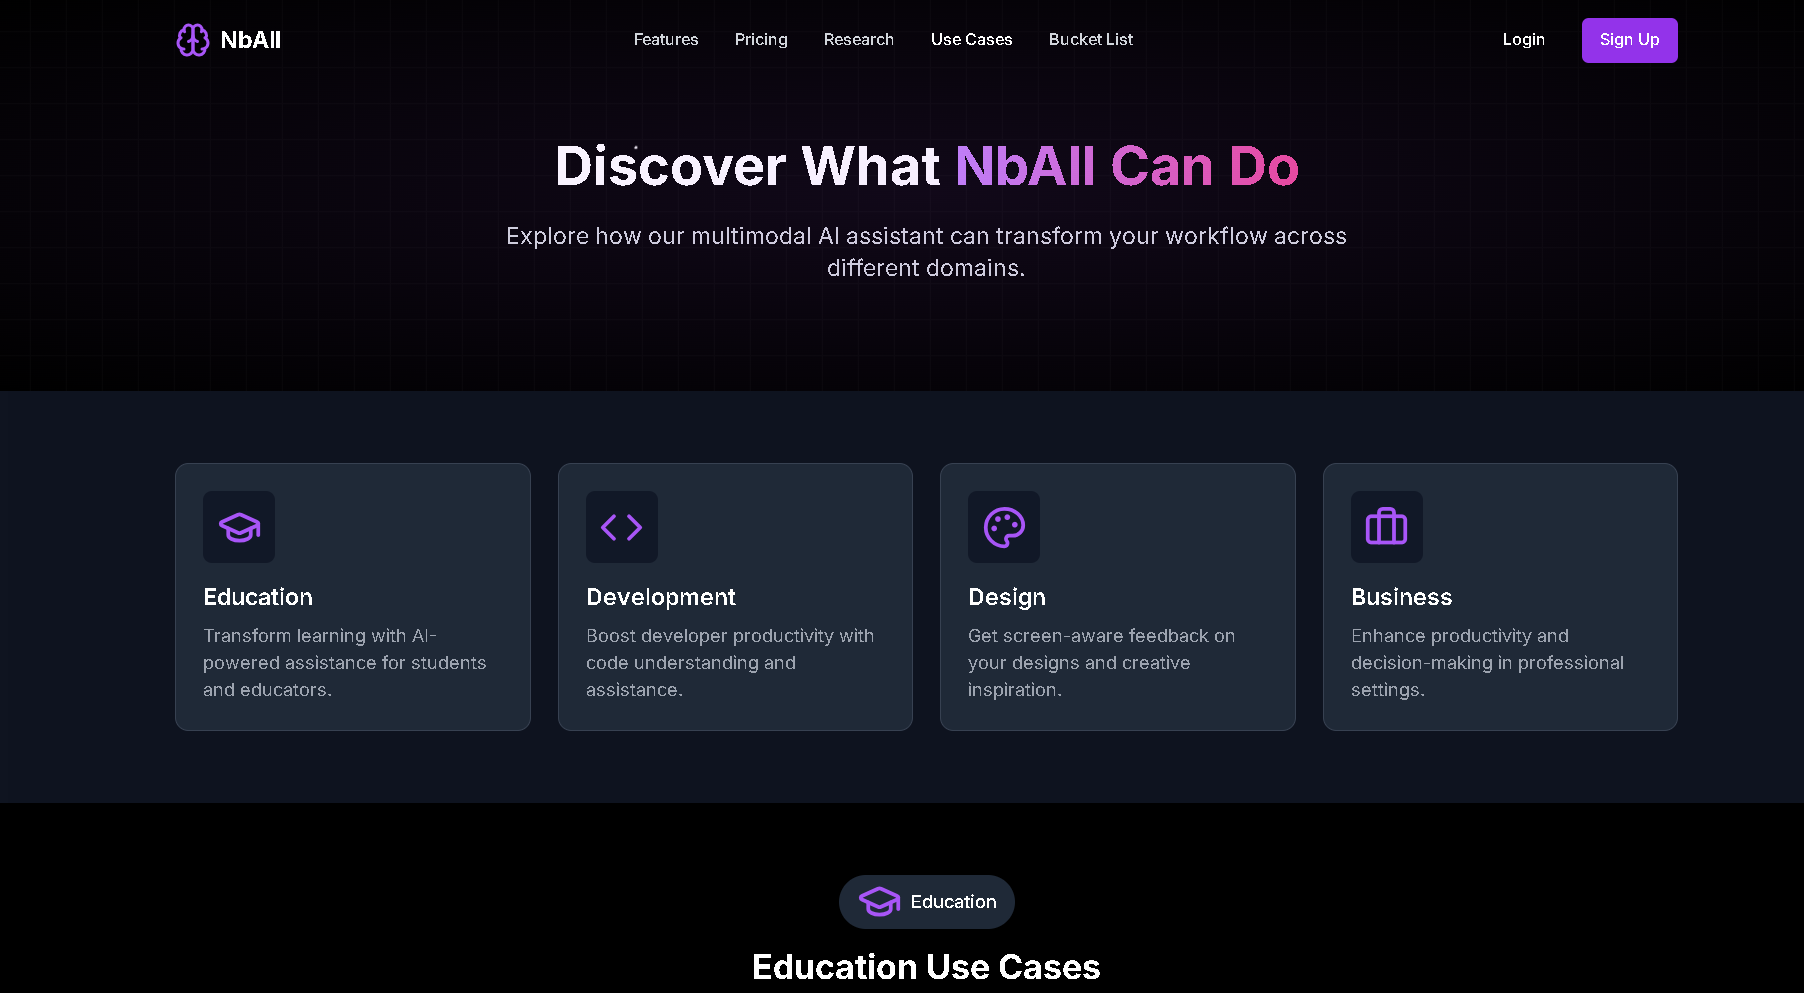 NbAll
Features
Pricing
Research
Use Cases
Bucket List
Login
Sign Up
Discover What NbAll Can Do
Explore how our multimodal AI assistant can transform your workflow across
different domains.
Education
Transform learning with AI-
powered assistance for students
and educators.
Development
Boost developer productivity with
code understanding and
assistance.
Design
Get screen-aware feedback on
your designs and creative
inspiration.
Business
Enhance productivity and
decision-making in professional
settings.
Education
Education Use Cases